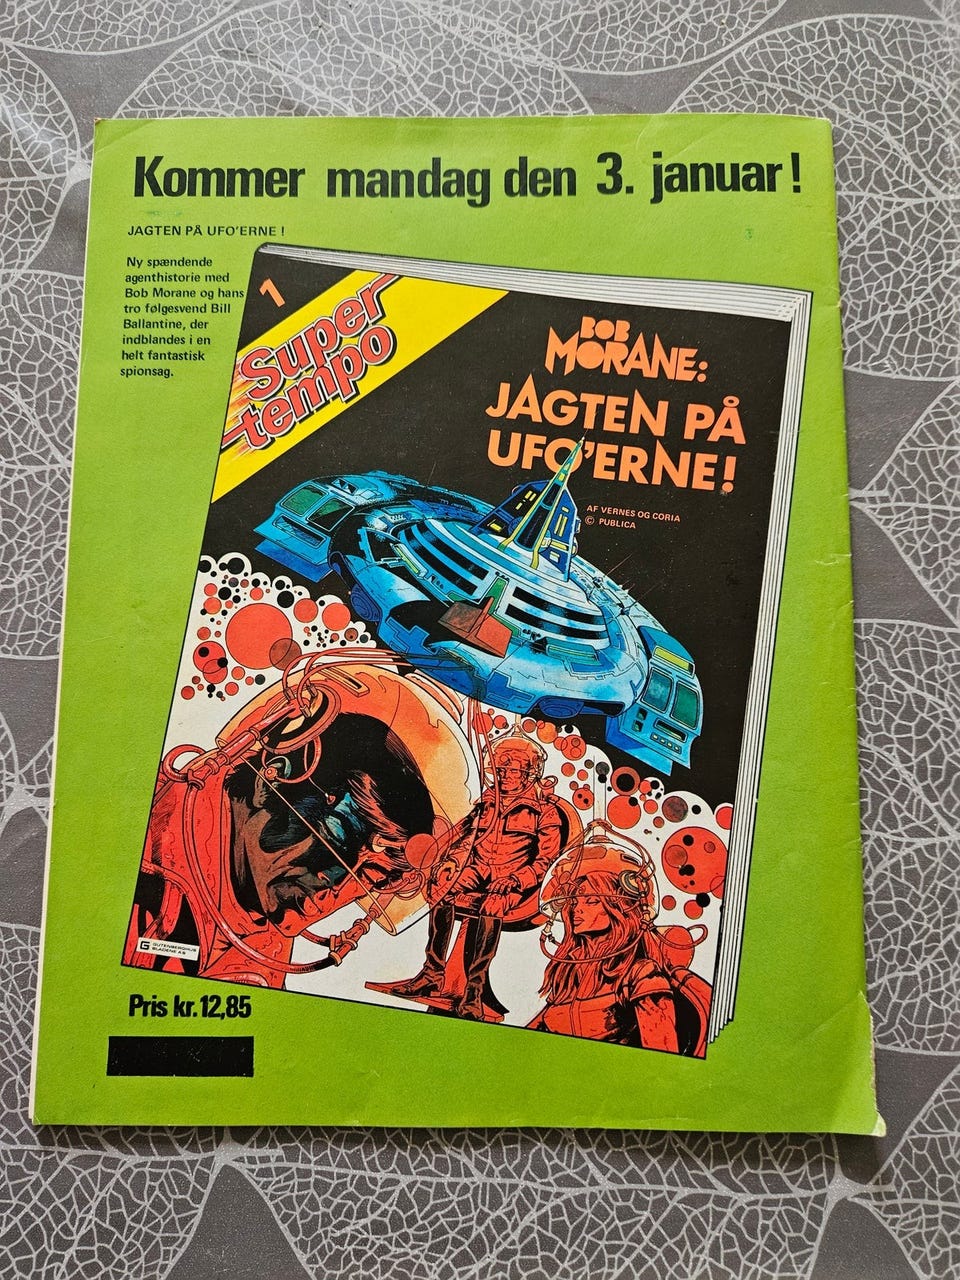 Kommer mandag den 3. januar!
JAGTEN PÅ UFO'ERNE !
Ny spændende
agenthistorie med
Bob Morane og hans
tro følgesvend Bill
Ballantine, der
indblandes i en
helt fantastisk
spionsag.
1
Super
tempo
BOB
MORANE:
JAGTEN PÅ
UFO'ERNE!
AF VERNES OG CORIA
© PUBLICA
G GUTENBERGHUS
BLADENE A/S
Pris kr. 12,85